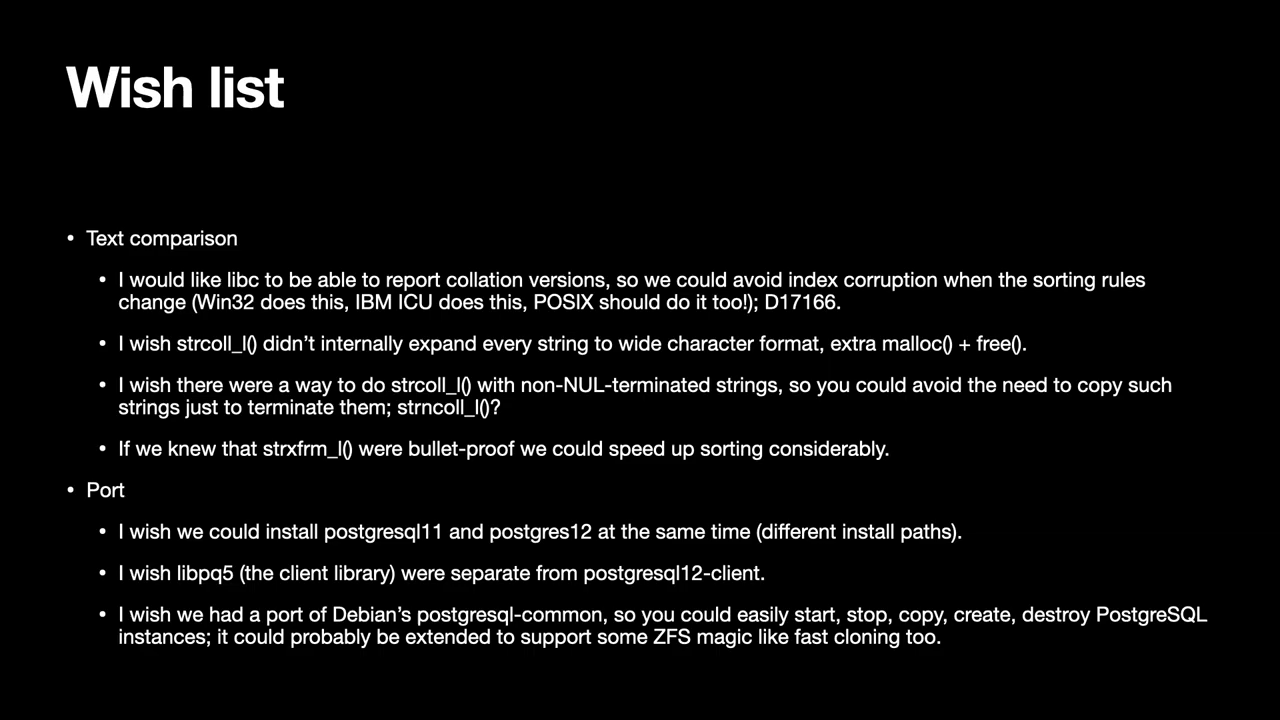 Wish list
• Text comparison
• I would like libc to be able to report collation versions, so we could avoid index corruption when the sorting rules
change (Win32 does this, IBM ICU does this, POSIX should do it too!); D17166.
• I wish strcoll_l() didn’t internally expand every string to wide character format, extra malloc() + free().
• I wish there were a way to do strcoll_l() with non-NUL-terminated strings, so you could avoid the need to copy such
strings just to terminate them; strncoll_l()?
• If we knew that strxfrm_l() were bullet-proof we could speed up sorting considerably.
• Port
• I wish we could install postgresql11 and postgres12 at the same time (different install paths).
• I wish libpq5 (the client library) were separate from postgresql12-client.
• I wish we had a port of Debian’s postgresql-common, so you could easily start, stop, copy, create, destroy PostgreSQL
instances; it could probably be extended to support some ZFS magic like fast cloning too.